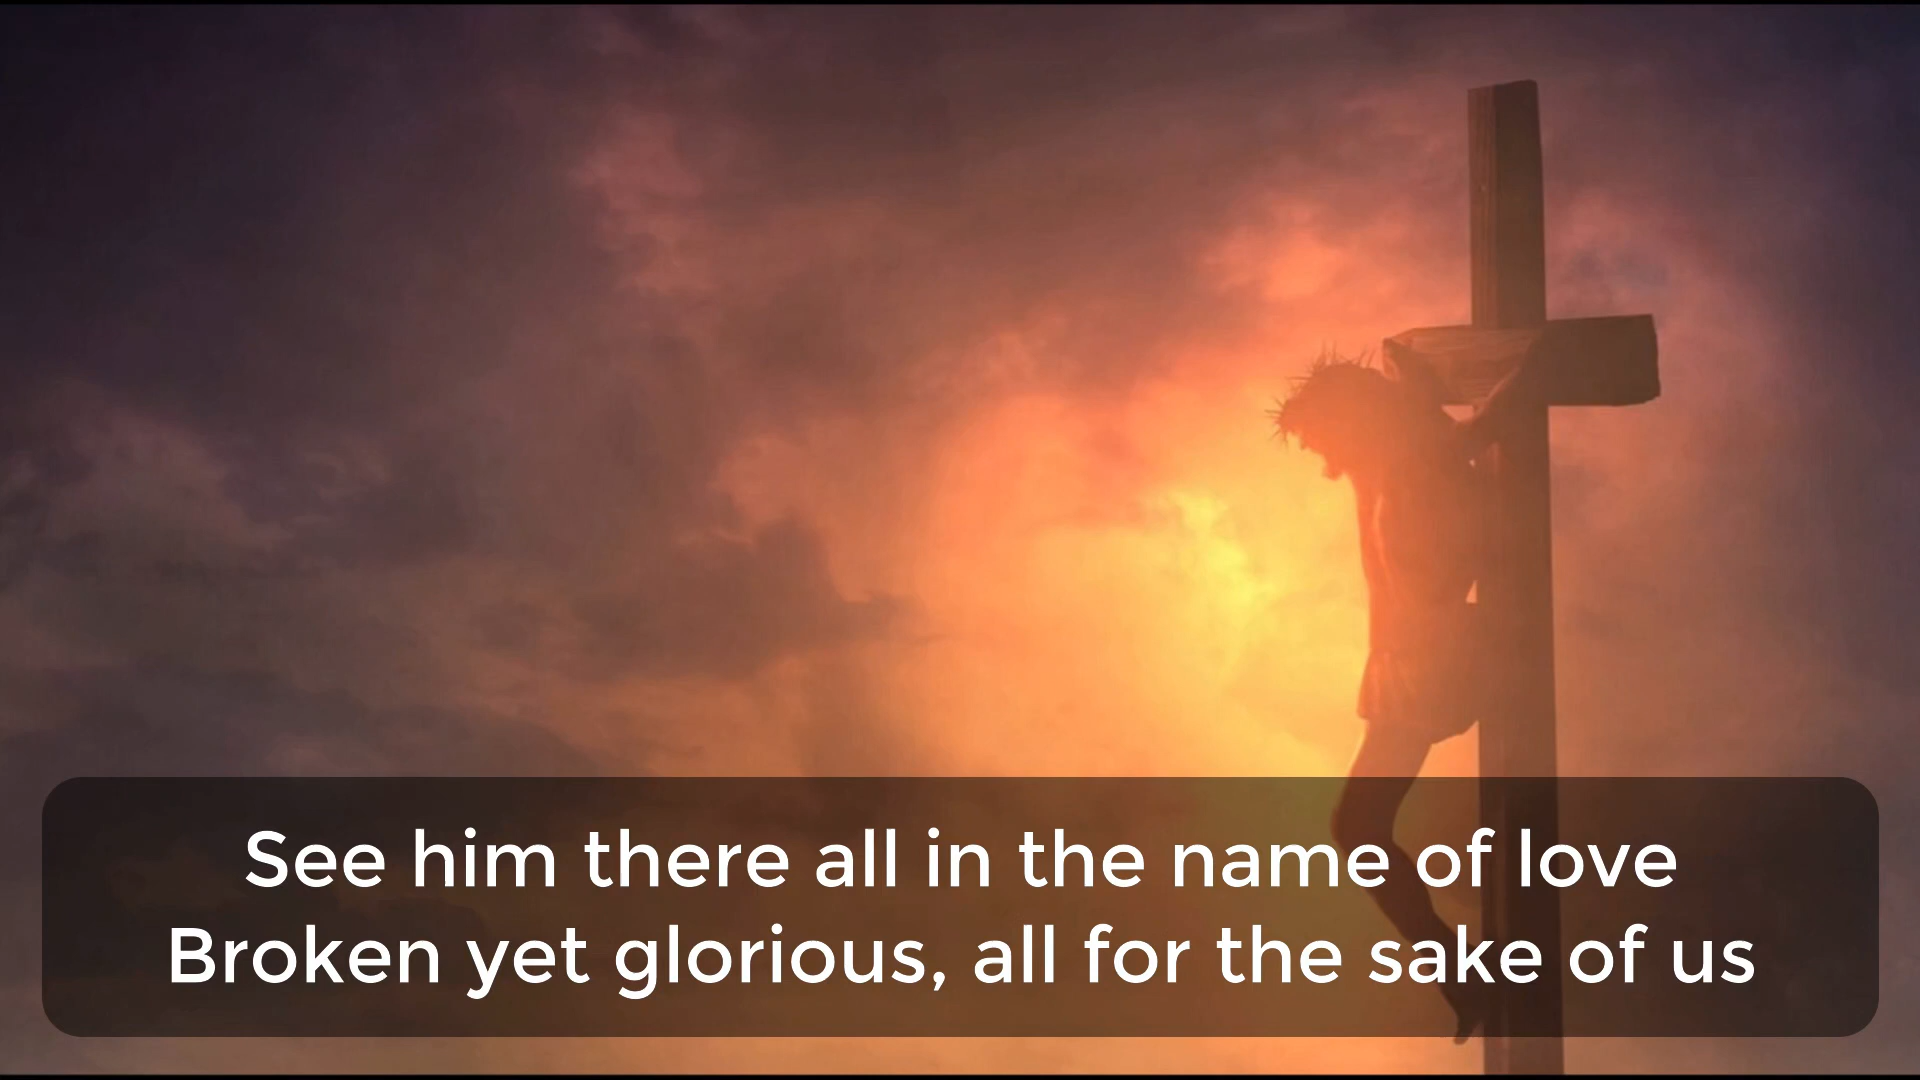 See him there all in the name of love
Broken yet glorious, all for the sake of us